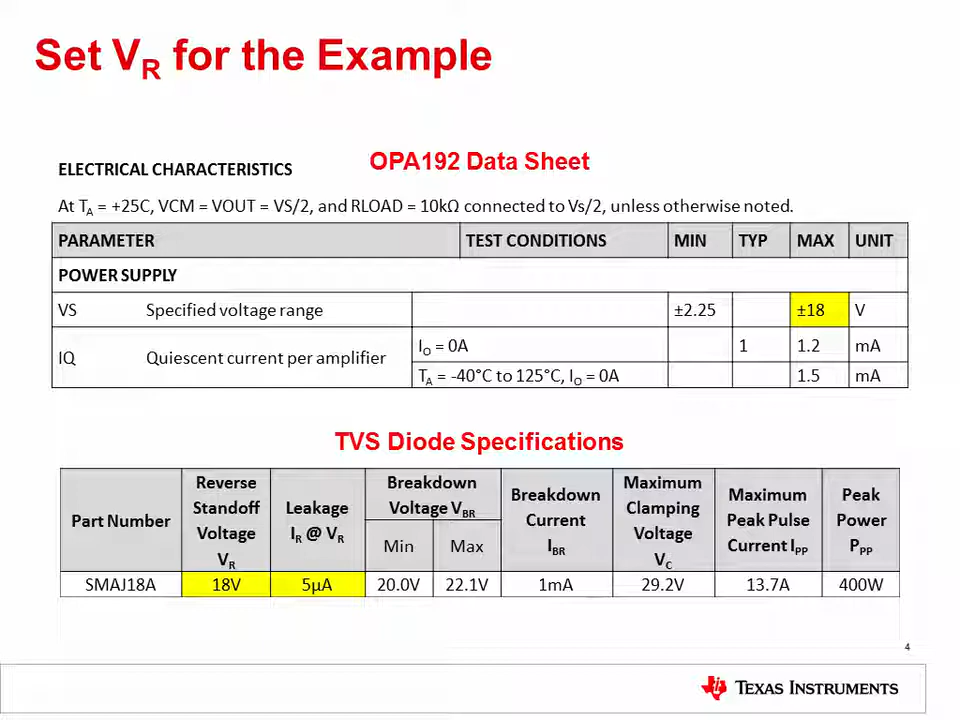 Set VR for the Example
OPA192 Data Sheet
ELECTRICAL CHARACTERISTICS
At TA = +25C, VCM = VOUT = VS/2, and RLOAD = 10kΩ connected to Vs/2, unless otherwise noted.
PARAMETER TEST CONDITIONS MIN TYP MAX UNIT
POWER SUPPLY
VS Specified voltage range ±2.25 ±18 V
IQ Quiescent current per amplifier
IO = 0A 1 1.2 mA
TA = -40°C to 125°C, IO = 0A 1.5 mA
TVS Diode Specifications
Part Number
Reverse
Standoff
Voltage
VR
Leakage
IR @ VR
Breakdown
Voltage VBR
Min Max
Breakdown
Current
IBR
Maximum
Clamping
Voltage
VC
Maximum
Peak Pulse
Current IPP
Peak
Power
PPP
SMAJ18A 18V 5µA 20.0V 22.1V 1mA 29.2V 13.7A 400W
4
TEXAS INSTRUMENTS